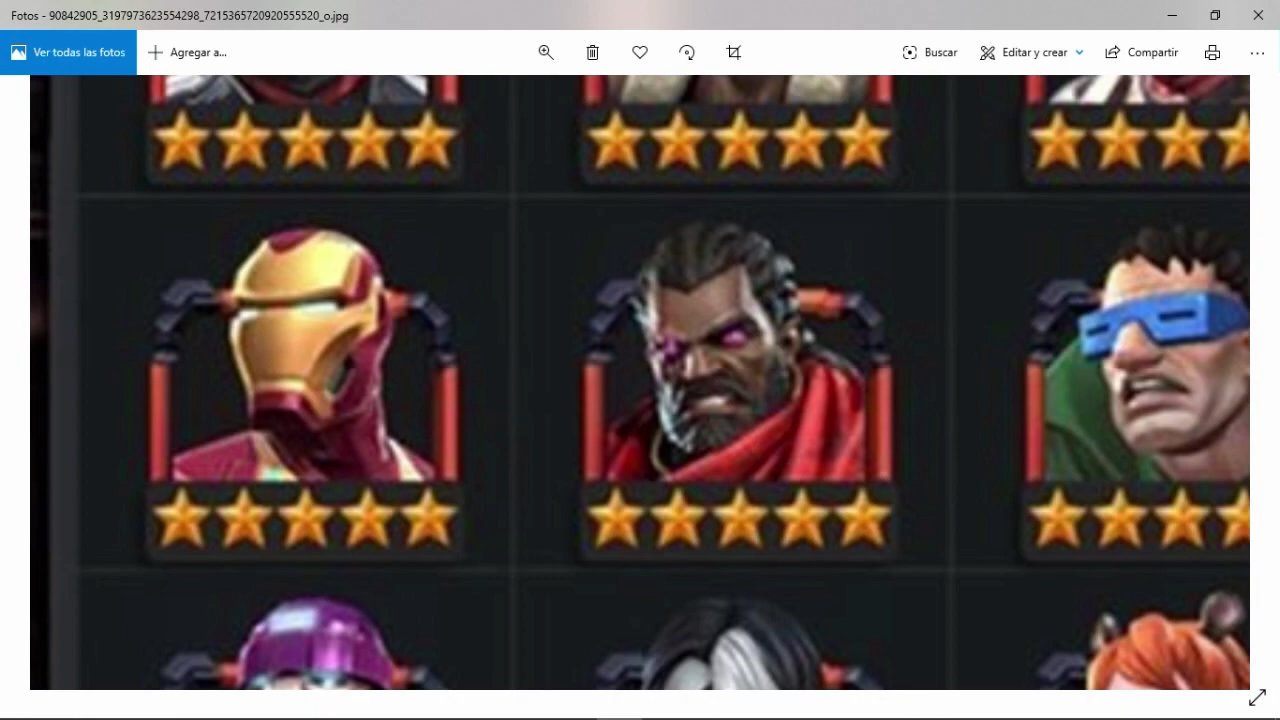 Fotos - 90842905_3197973623554298_7215365720920555520_o.jpg
Ver todas las fotos
Agregar a...
Buscar
Editar y crear
Compartir